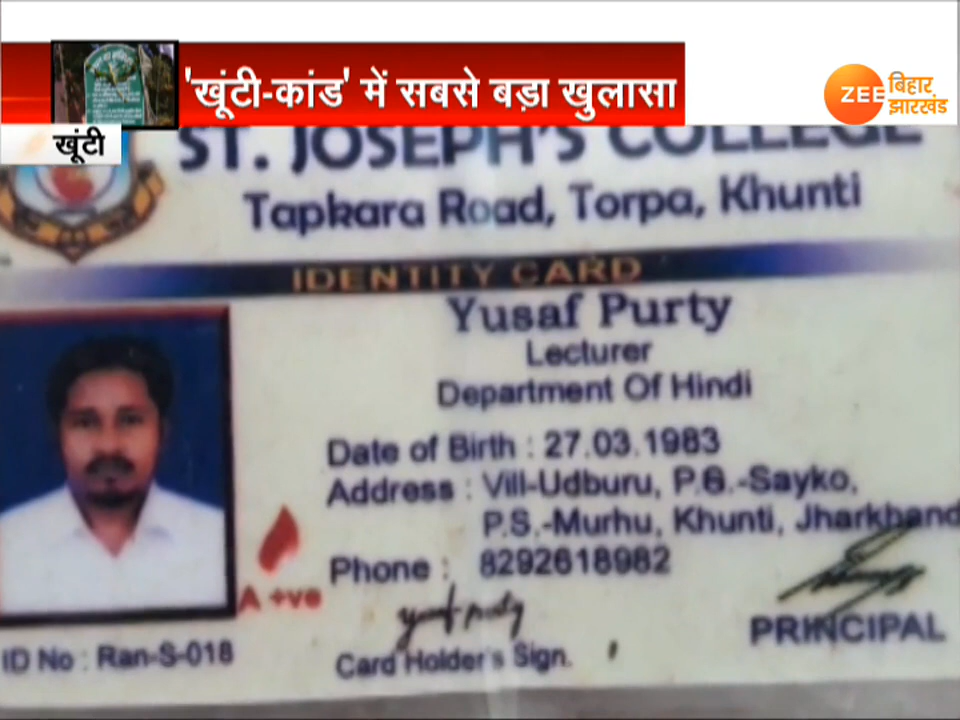 'खूंटी-कांड' में सबसे बड़ा खुलासा
ZEE बिहार झारखंड
खूंटी
ST. JOSEPH'S COLLEGE
Tapkara Road, Torpa, Khunti
IDENTITY CARD
Yusaf Purty
Lecturer
Department Of Hindi
Date of Birth : 27.03.1983
Address : Vill-Udburu, P.O.-Sayko,
P.S.-Murhu, Khunti, Jharkhand
Phone : 8292618982
A +ve
PRINCIPAL
ID No : Ran-S-018
Card Holder's Sign.